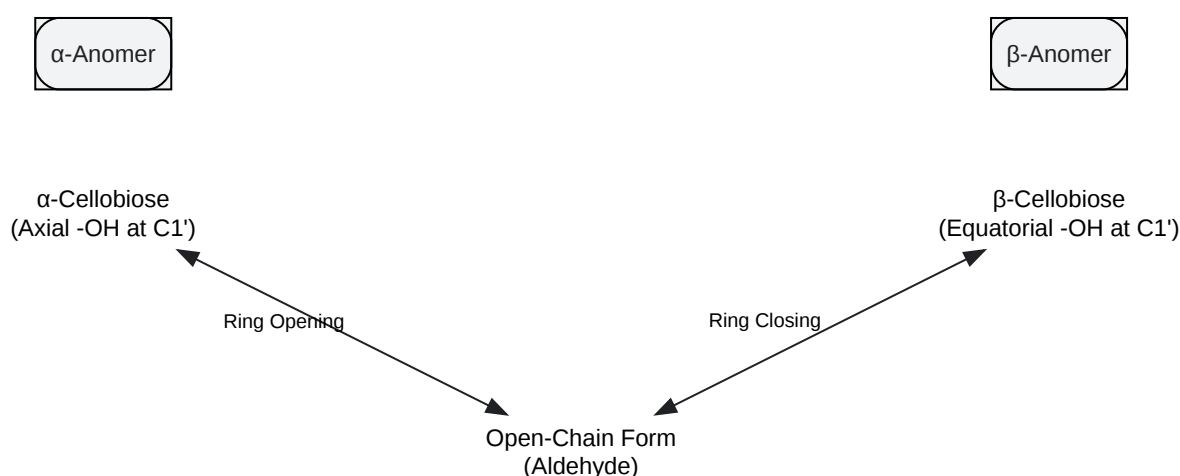 α-Anomer
β-Anomer
α-Cellobiose
(Axial -OH at C1')
β-Cellobiose
(Equatorial -OH at C1')
Ring Opening
Ring Closing
Open-Chain Form
(Aldehyde)